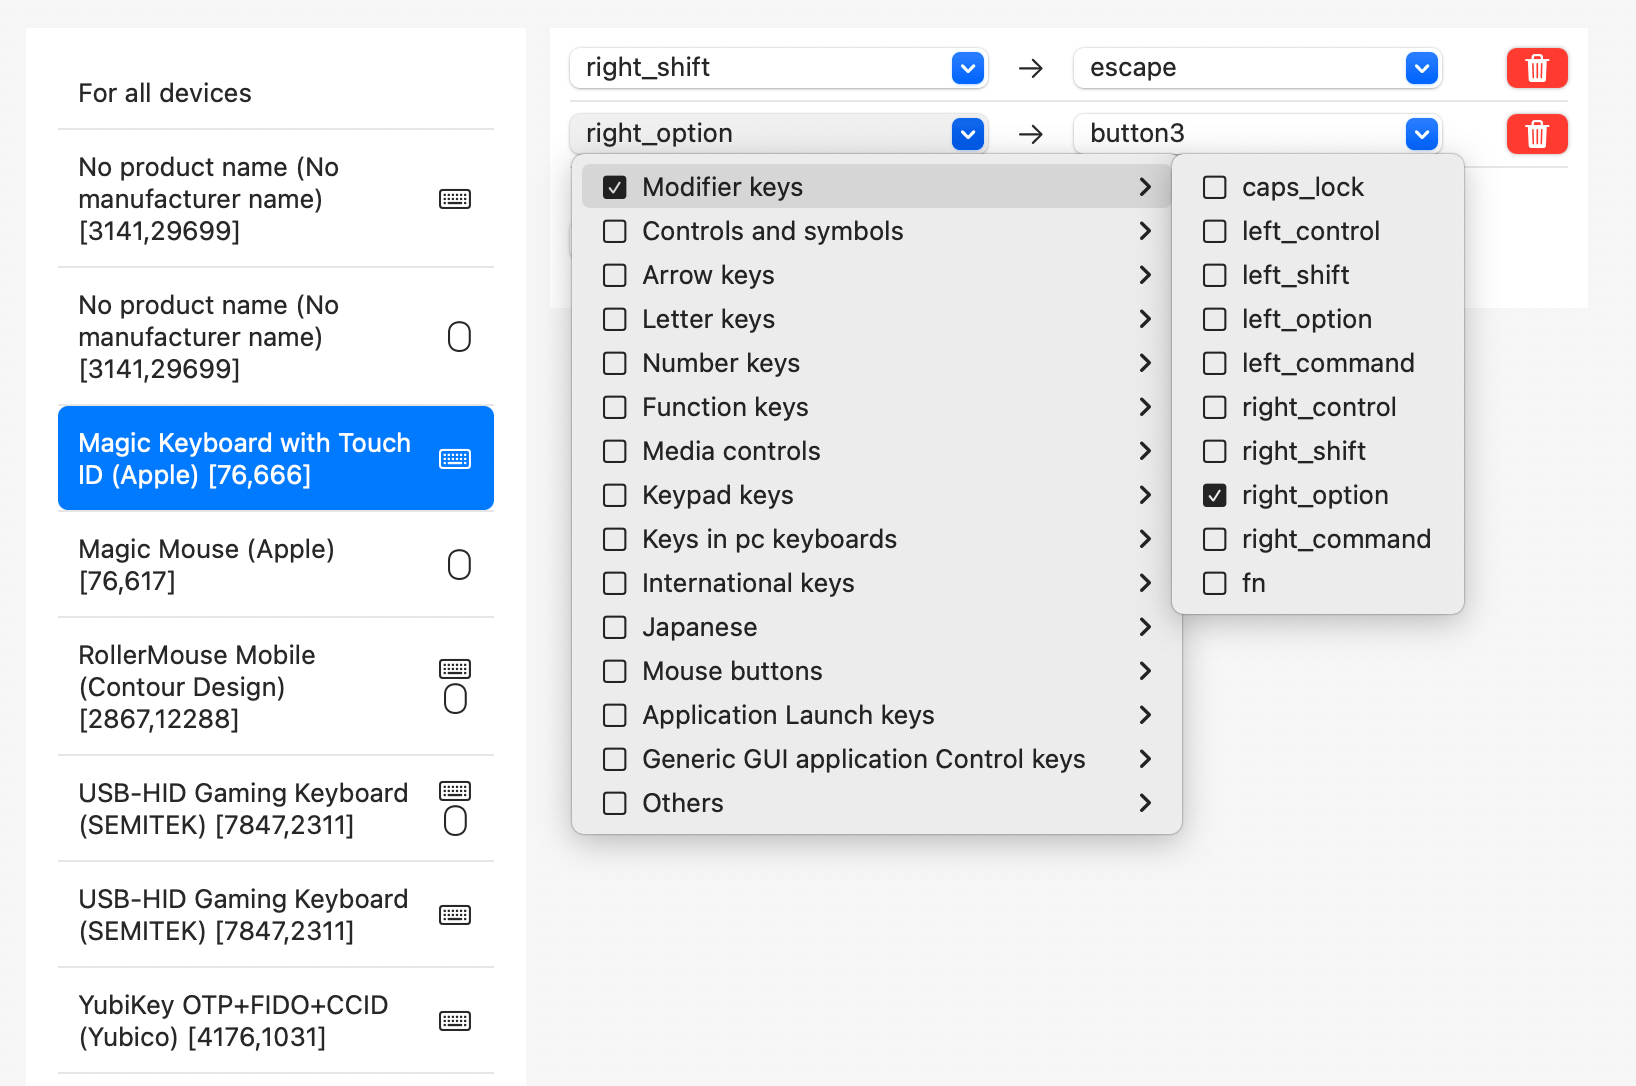 For all devices
No product name (No
manufacturer name)
[3141,29699]
No product name (No
manufacturer name)
[3141,29699]
Magic Keyboard with Touch
ID (Apple) [76,666]
Magic Mouse (Apple)
[76,617]
RollerMouse Mobile
(Contour Design)
[2867,12288]
USB-HID Gaming Keyboard
(SEMITEK) [7847,2311]
USB-HID Gaming Keyboard
(SEMITEK) [7847,2311]
YubiKey OTP+FIDO+CCID
(Yubico) [4176,1031]
right_shift → escape
right_option → button3
Modifier keys
Controls and symbols
Arrow keys
Letter keys
Number keys
Function keys
Media controls
Keypad keys
Keys in pc keyboards
International keys
Japanese
Mouse buttons
Application Launch keys
Generic GUI application Control keys
Others
caps_lock
left_control
left_shift
left_option
left_command
right_control
right_shift
right_option
right_command
fn